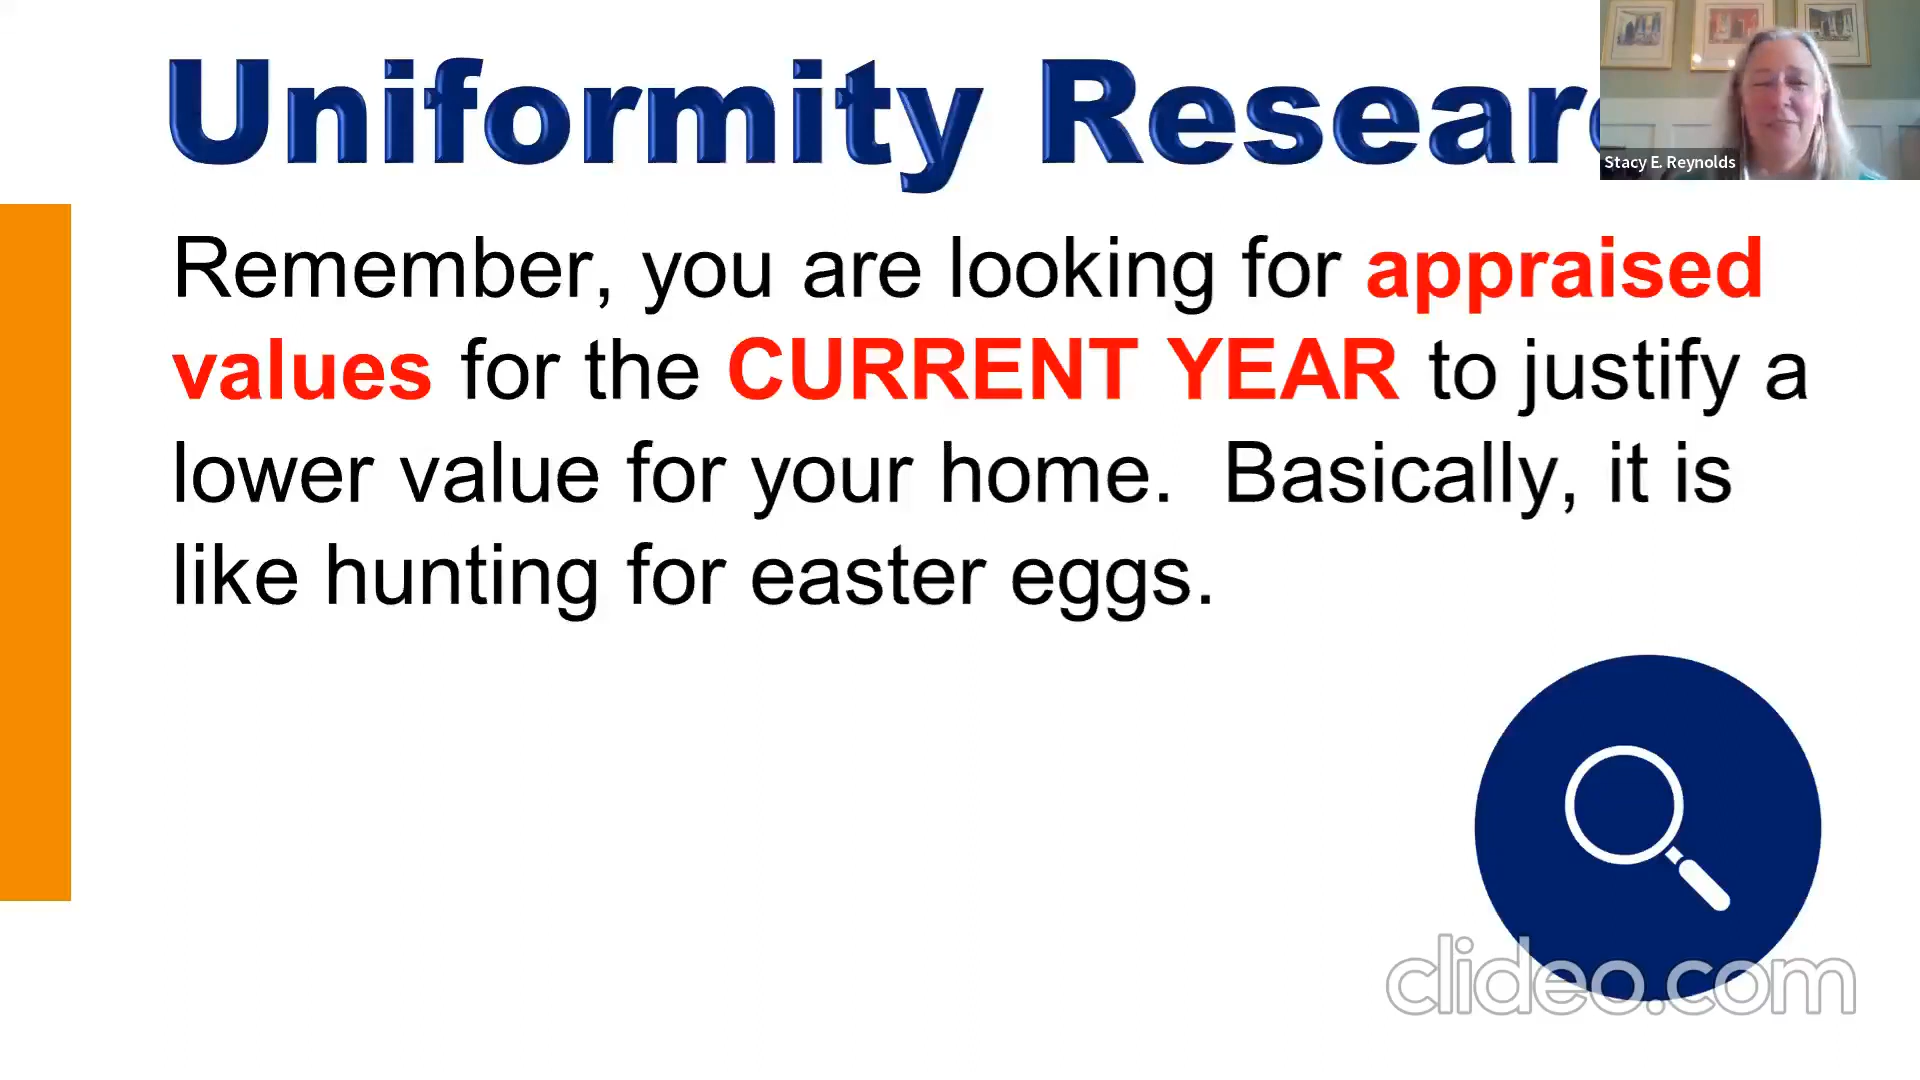 Uniformity Resear
Stacy E. Reynolds
Remember, you are looking for appraised
values for the CURRENT YEAR to justify a
lower value for your home.  Basically, it is
like hunting for easter eggs.
clideo.com